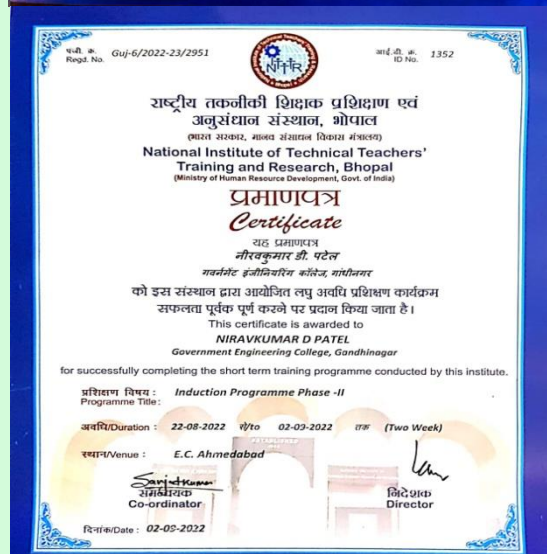 पंजी. क्र. Guj-6/2022-23/2951 आई.डी. क्र. 1352
Regd. No. ID No.
NITTR
राष्ट्रीय तकनीकी शिक्षक प्रशिक्षण एवं
अनुसंधान संस्थान, भोपाल
(भारत सरकार, मानव संसाधन विकास मंत्रालय)
National Institute of Technical Teachers'
Training and Research, Bhopal
(Ministry of Human Resource Development, Govt. of India)
प्रमाणपत्र
Certificate
यह प्रमाणपत्र
नीरवकुमार डी. पटेल
गवर्नमेंट इंजीनियरिंग कॉलेज, गांधीनगर
को इस संस्थान द्वारा आयोजित लघु अवधि प्रशिक्षण कार्यक्रम
सफलता पूर्वक पूर्ण करने पर प्रदान किया जाता है।
This certificate is awarded to
NIRAVKUMAR D PATEL
Government Engineering College, Gandhinagar
for successfully completing the short term training programme conducted by this institute.
प्रशिक्षण विषय : Induction Programme Phase -II
Programme Title :
अवधि/Duration : 22-08-2022 से/to 02-09-2022 तक (Two Week)
स्थान/Venue : E.C. Ahmedabad
Sanjeet Kumar
समन्वयक निदेशक
Co-ordinator Director
दिनांक/Date : 02-09-2022